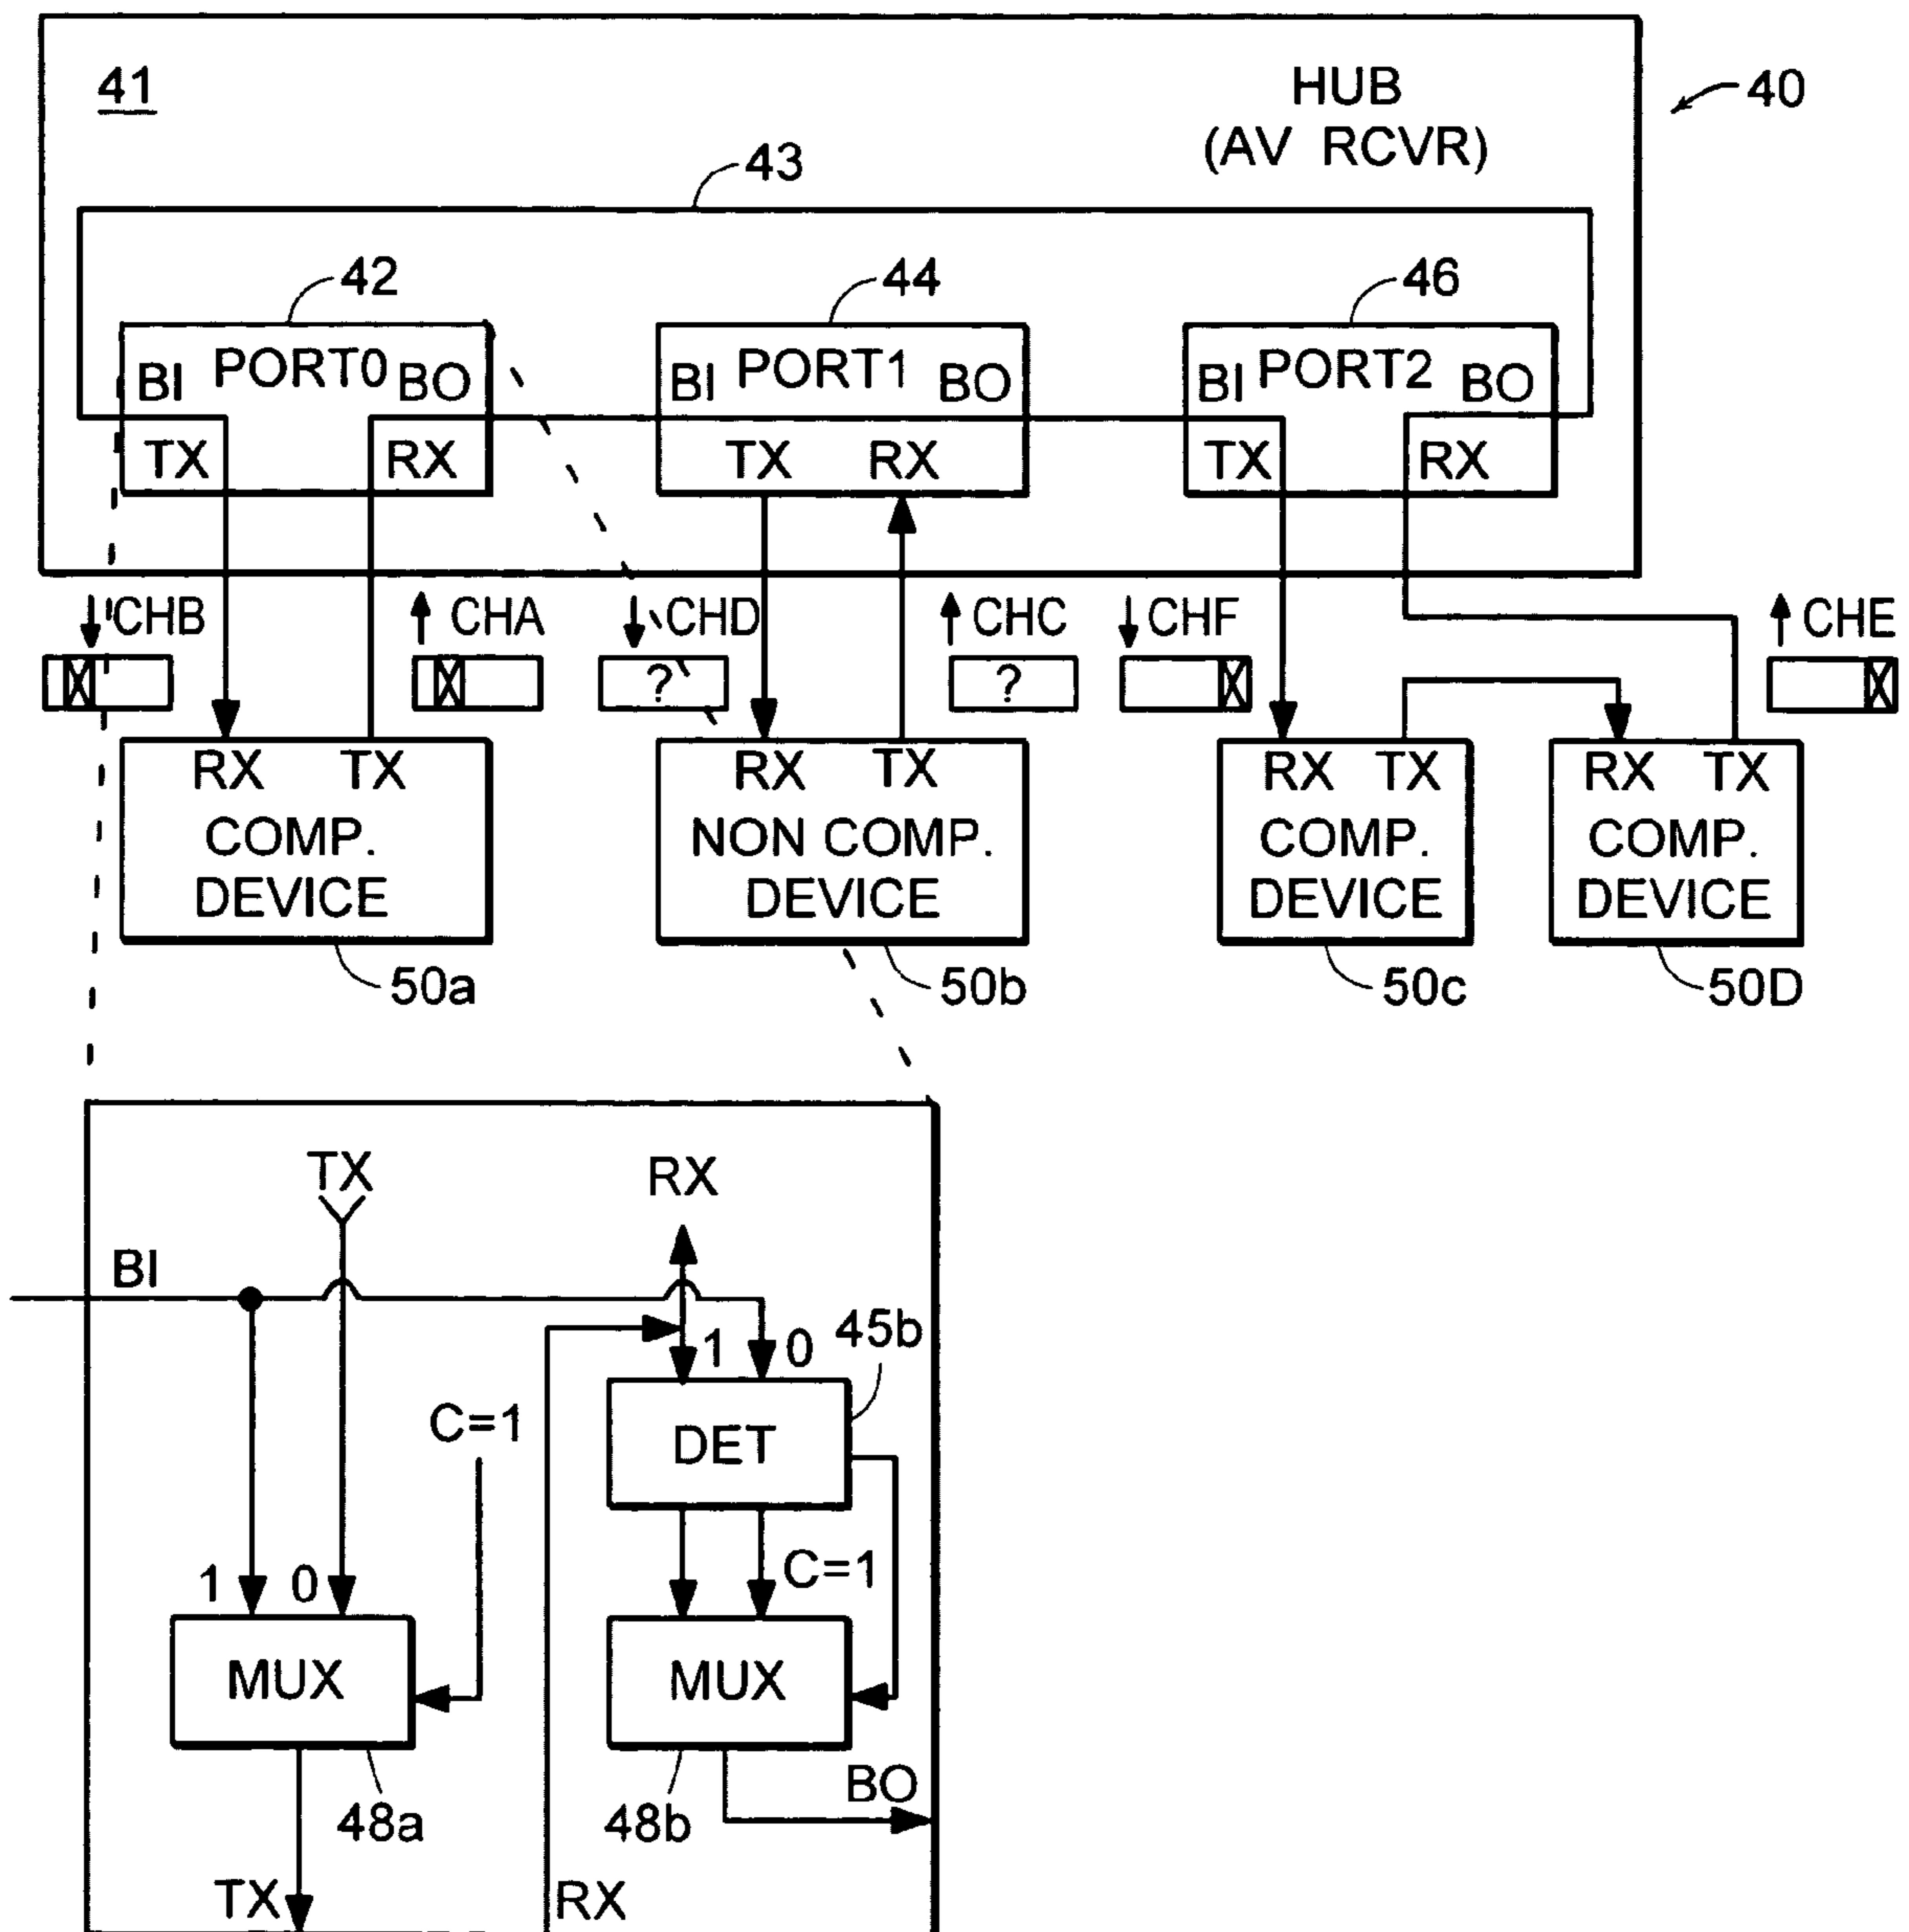 41
HUB
(AV RCVR)
40
43
42
44
46
BI PORT0 BO
TX RX
BI PORT1 BO
TX RX
BI PORT2 BO
TX RX
CHB
CHA
CHD
CHC
CHF
CHE
X
X
?
?
X
X
RX TX
COMP.
DEVICE
RX TX
NON COMP.
DEVICE
RX TX
COMP.
DEVICE
RX TX
COMP.
DEVICE
50a
50b
50c
50D
TX
RX
BI
1
0
45b
C=1
DET
1
0
C=1
MUX
MUX
BO
48a
48b
TX
RX